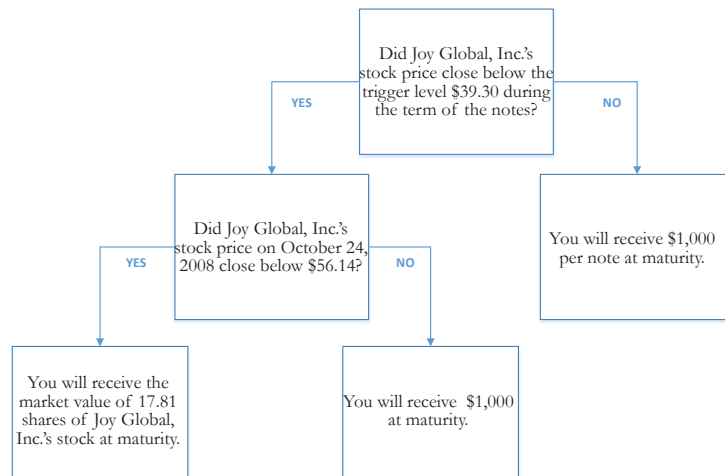 Did Joy Global, Inc.'s
stock price close below the
trigger level $39.30 during
the term of the notes?
YES
NO
Did Joy Global, Inc.'s
stock price on October 24,
2008 close below $56.14?
You will receive $1,000
per note at maturity.
YES
NO
You will receive the
market value of 17.81
shares of Joy Global,
Inc.'s stock at maturity.
You will receive $1,000
at maturity.